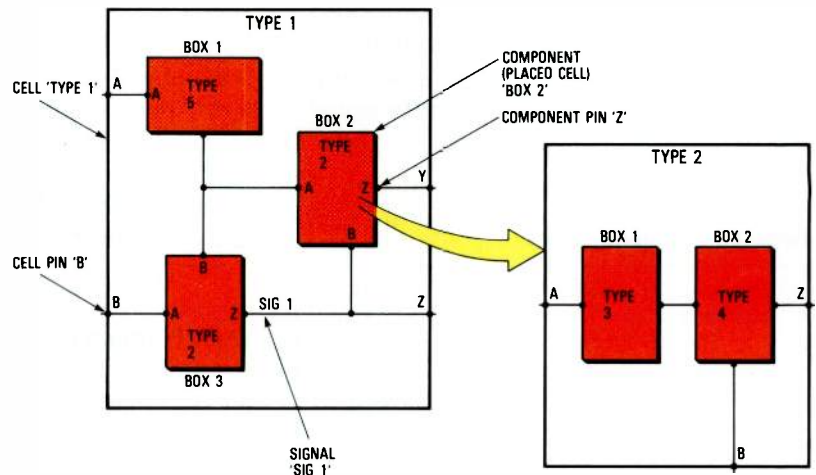 TYPE 1
BOX 1
CELL 'TYPE 1'
A
A
TYPE
5
COMPONENT
(PLACED CELL)
'BOX 2'
BOX 2
COMPONENT PIN 'Z'
TYPE
2
A
Z
B
Y
CELL PIN 'B'
B
B
A
Z
TYPE
2
BOX 3
SIG 1
Z
SIGNAL
'SIG 1'
TYPE 2
BOX 1
BOX 2
A
TYPE
3
TYPE
4
Z
B